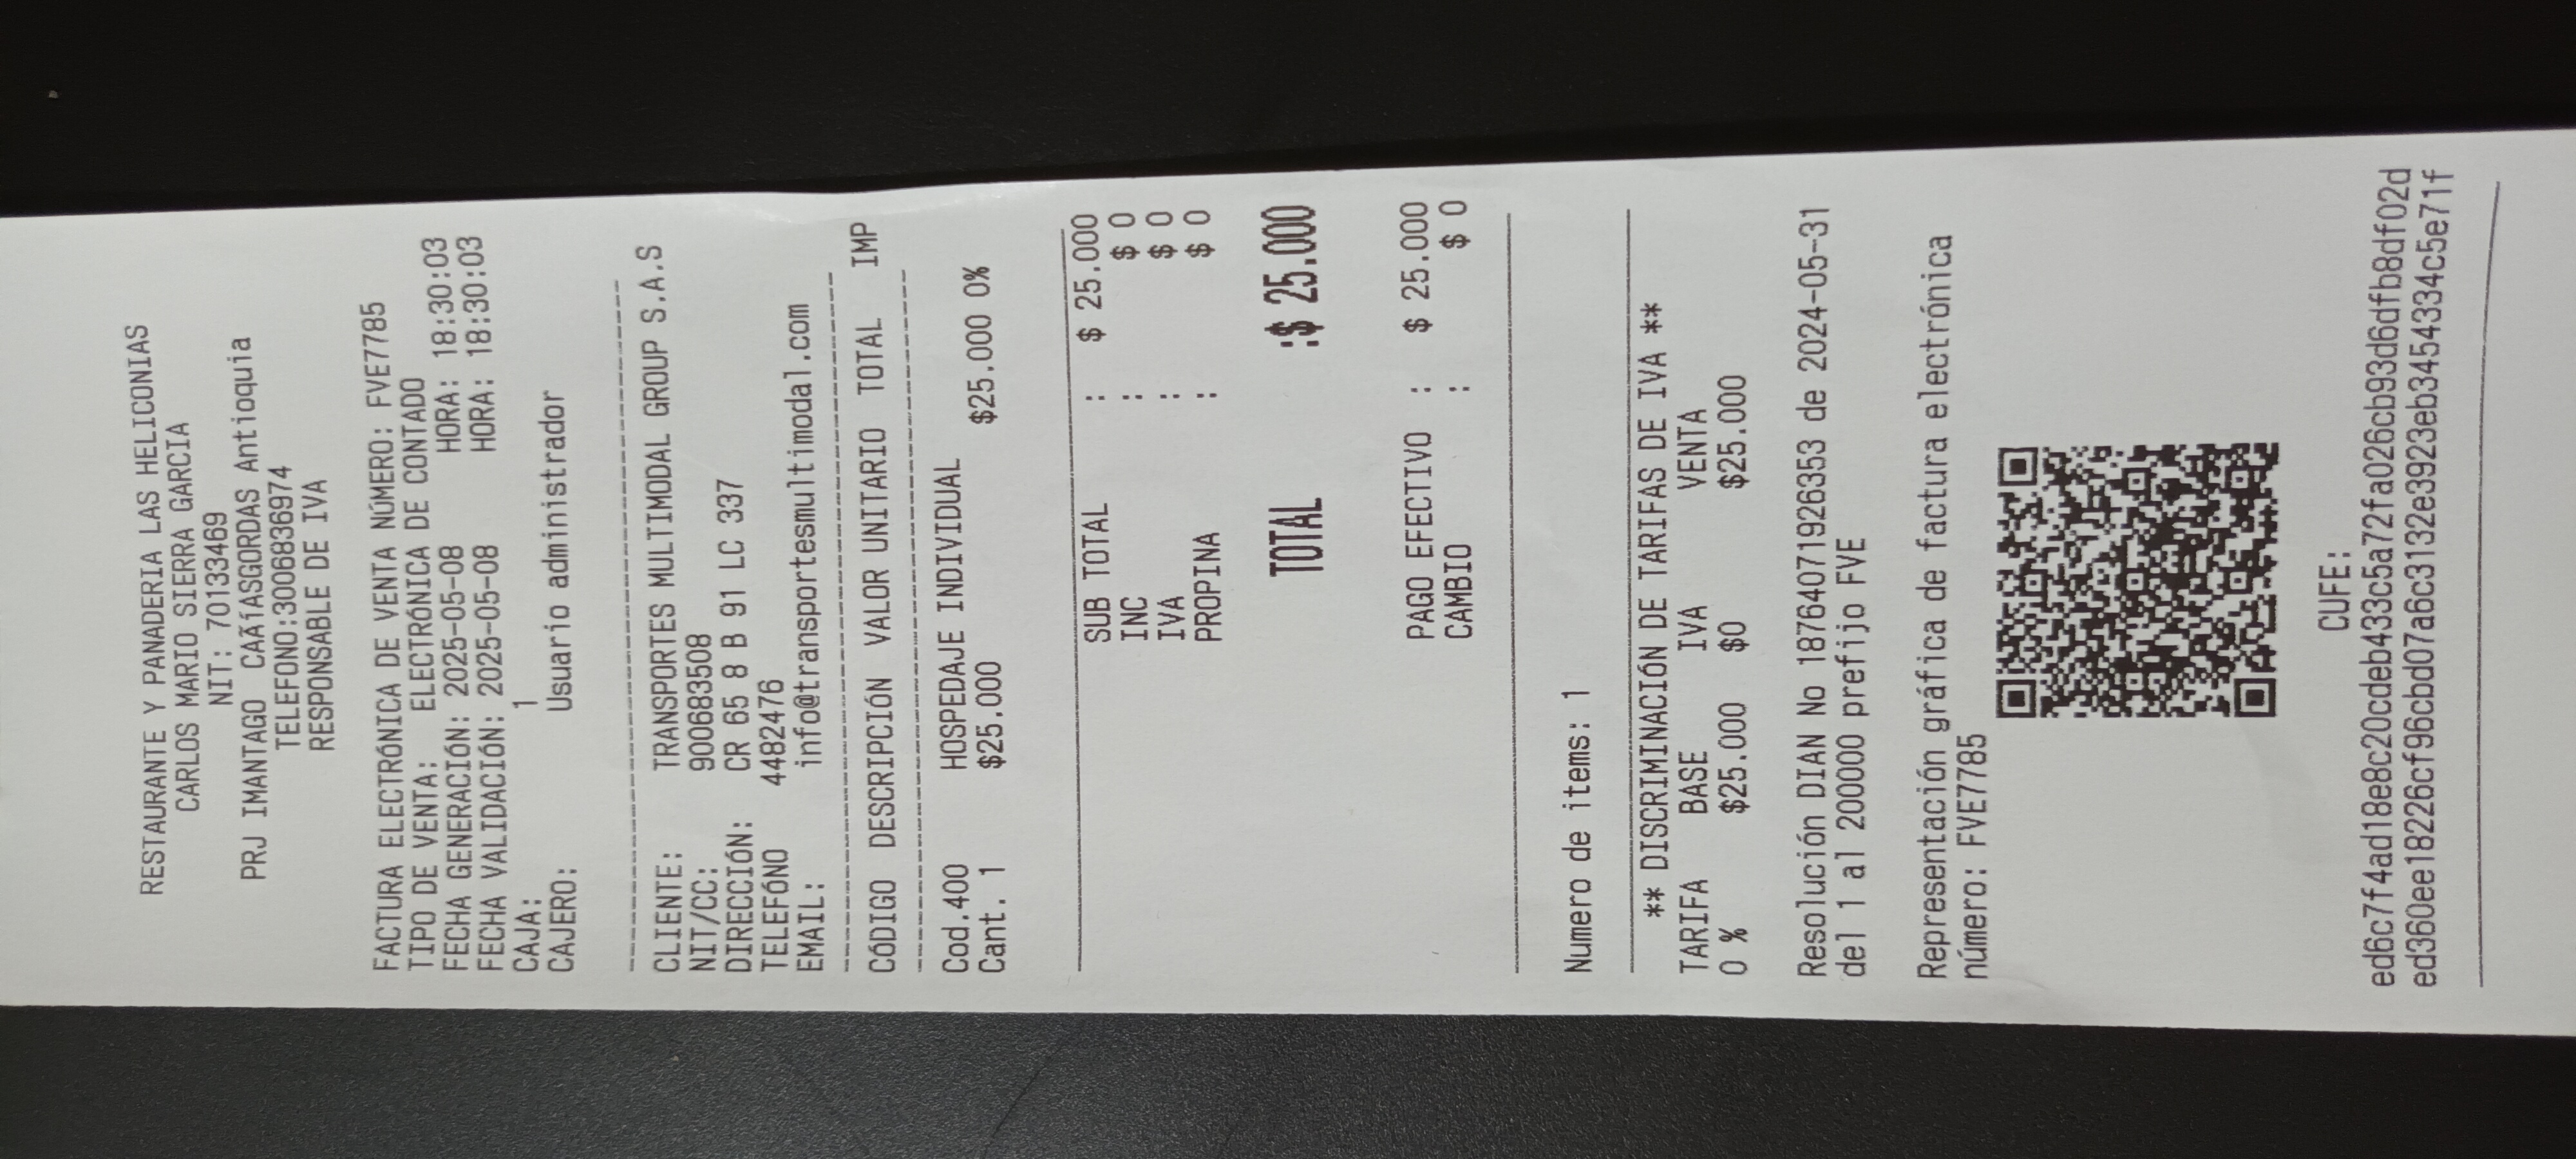 RESTAURANTE Y PANADERIA LAS HELICONIAS
CARLOS MARIO SIERRA GARCIA
NIT: 70133469
PRJ IMANTAGO CAÃÍASGORDAS Antioquia
TELEFONO:3006836974
RESPONSABLE DE IVA
FACTURA ELECTRÓNICA DE VENTA NÚMERO: FVE7785
TIPO DE VENTA: ELECTRÓNICA DE CONTADO
FECHA GENERACIÓN: 2025-05-08 HORA: 18:30:03
FECHA VALIDACIÓN: 2025-05-08 HORA: 18:30:03
CAJA: 1
CAJERO: Usuario administrador
CLIENTE: TRANSPORTES MULTIMODAL GROUP S.A.S
NIT/CC: 900683508
DIRECCIÓN: CR 65 8 B 91 LC 337
TELEFÓNO 4482476
EMAIL: info@transportesmultimodal.com
CÓDIGO DESCRIPCIÓN VALOR UNITARIO TOTAL IMP
Cod.400 HOSPEDAJE INDIVIDUAL
Cant. 1 $25.000 $25.000 0%
SUB TOTAL : $ 25.000
INC : $ 0
IVA : $ 0
PROPINA : $ 0
TOTAL :$ 25.000
PAGO EFECTIVO : $ 25.000
CAMBIO : $ 0
Numero de items: 1
** DISCRIMINACIÓN DE TARIFAS DE IVA **
TARIFA BASE IVA VENTA
0 % $25.000 $0 $25.000
Resolución DIAN No 18764071926353 de 2024-05-31
del 1 al 200000 prefijo FVE
Representación gráfica de factura electrónica
número: FVE7785
CUFE:
ed6c7f4ad18e8c20cdeb433c5a72fa026cb93d6dfb8df02d
ed360ee18226cf96cbd07a6c3132e3923eb34545334c5e71f